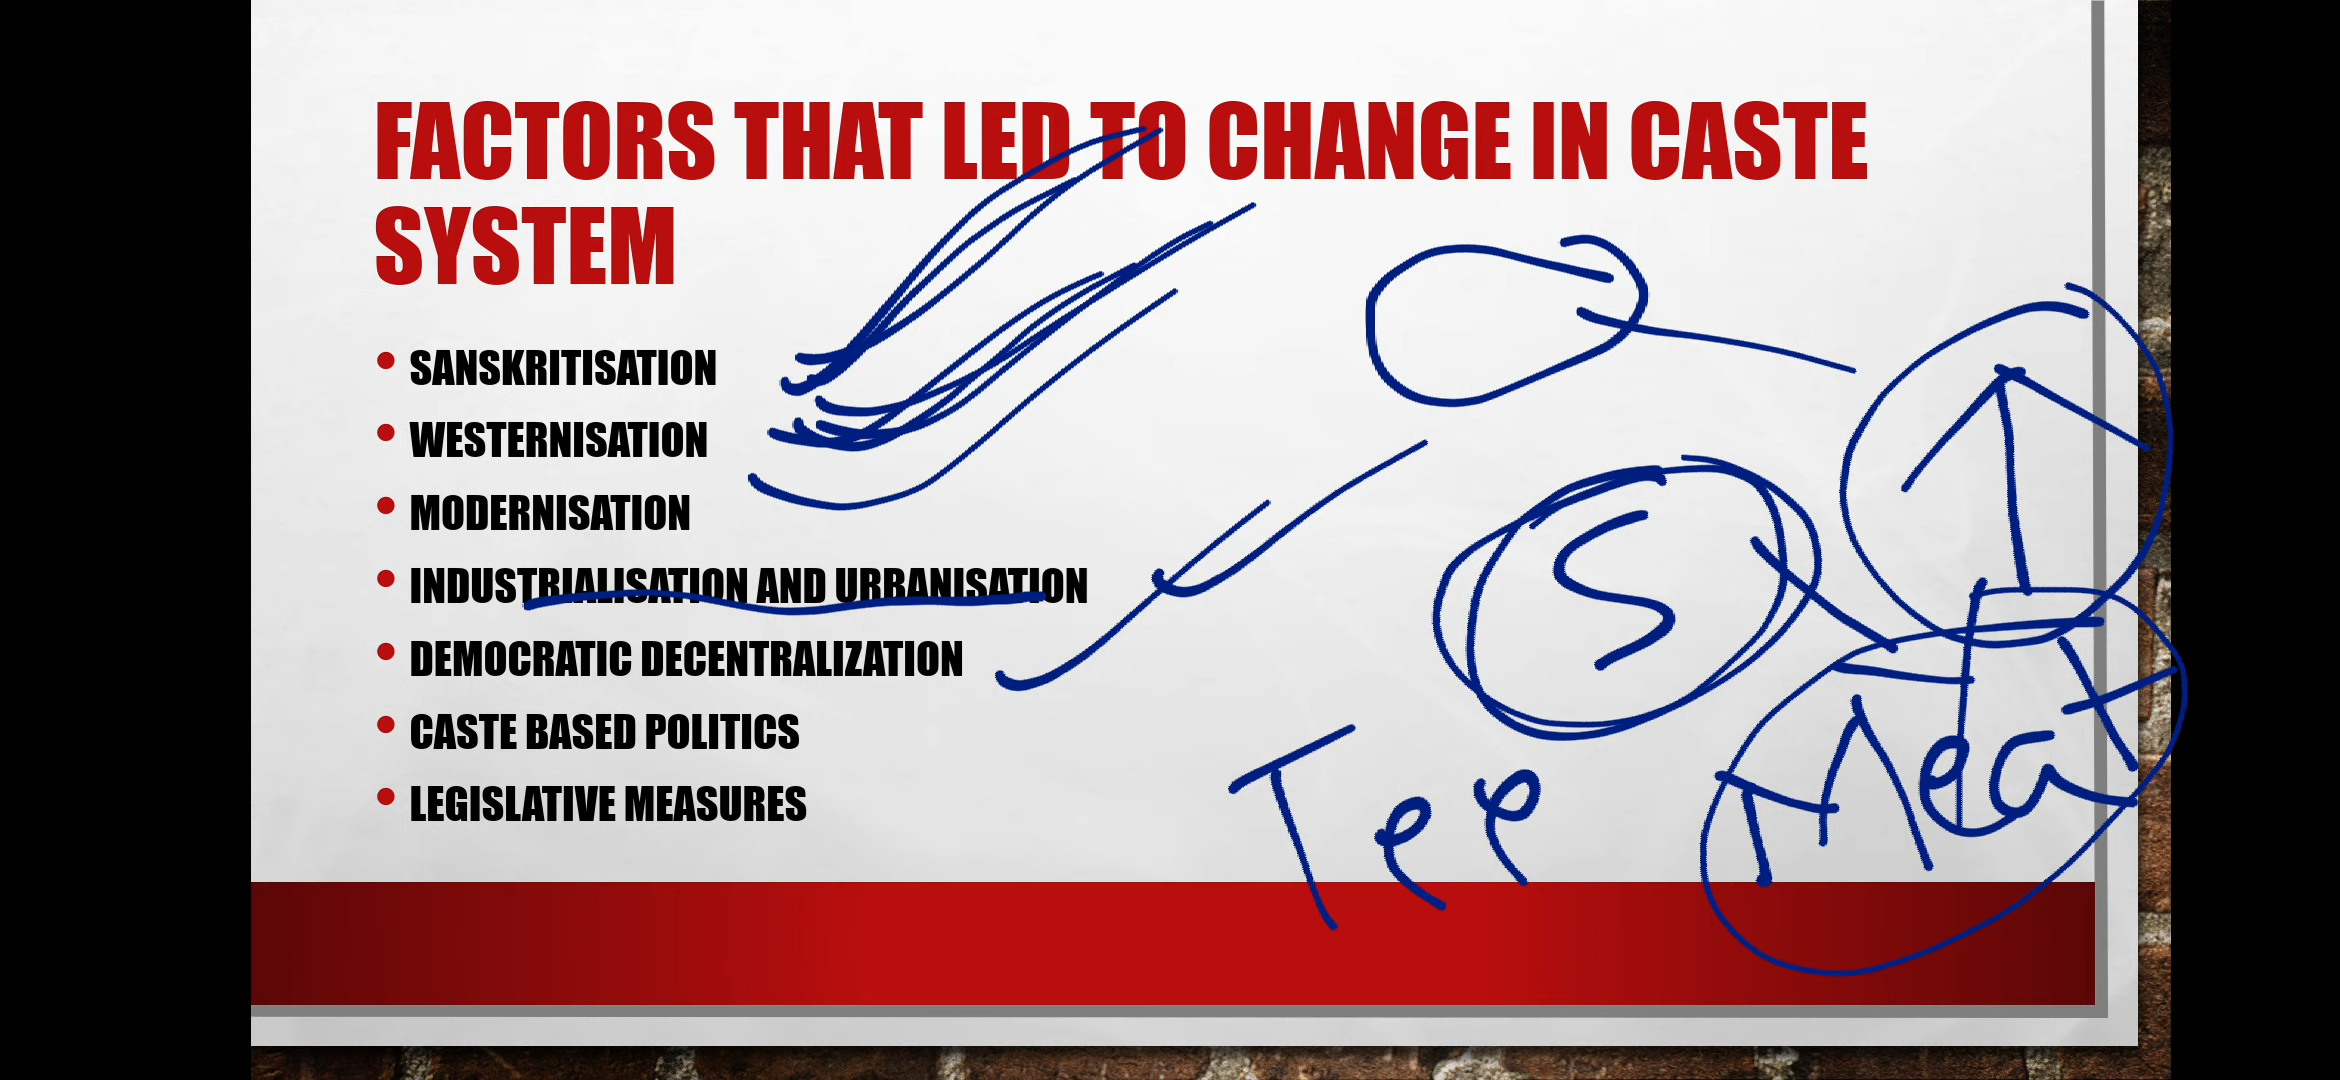 FACTORS THAT LED TO CHANGE IN CASTE
SYSTEM
• SANSKRITISATION
• WESTERNISATION
• MODERNISATION
• INDUSTRIALISATION AND URBANISATION
• DEMOCRATIC DECENTRALIZATION
• CASTE BASED POLITICS
• LEGISLATIVE MEASURES
S
Meat